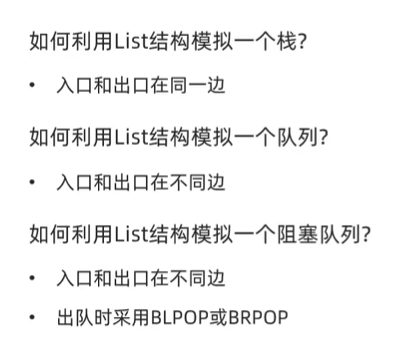 如何利用List结构模拟一个栈?
• 入口和出口在同一边
如何利用List结构模拟一个队列?
• 入口和出口在不同边
如何利用List结构模拟一个阻塞队列?
• 入口和出口在不同边
• 出队时采用BLPOP或BRPOP